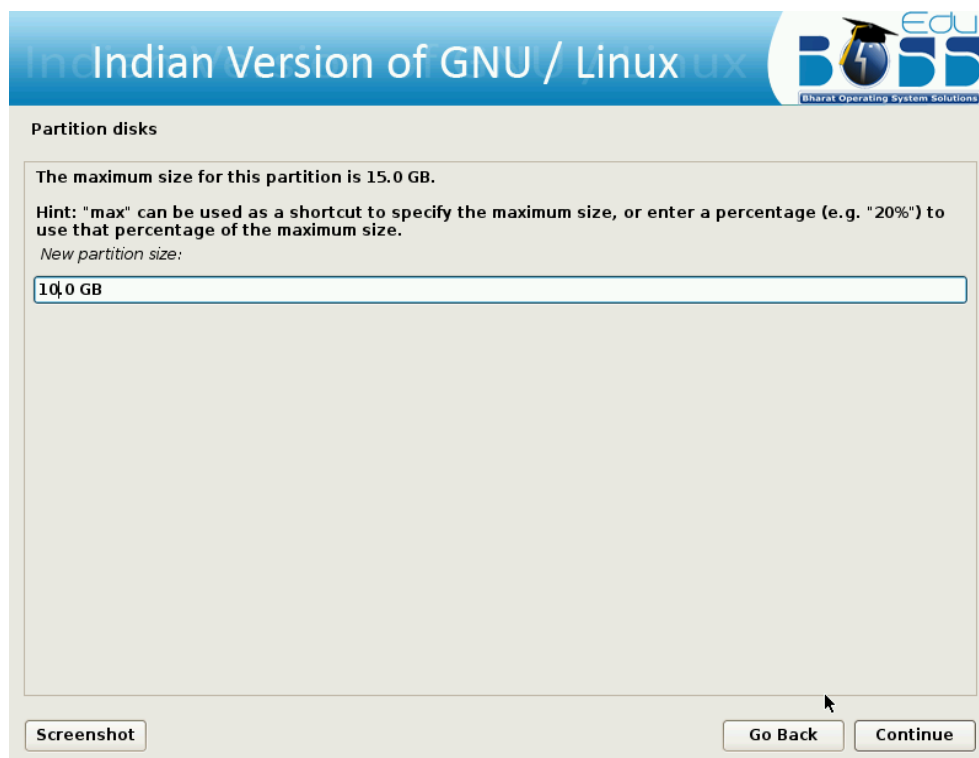 Indian Version of GNU / Linux
Edu
BOSS
Bharat Operating System Solutions
Partition disks
The maximum size for this partition is 15.0 GB.
Hint: "max" can be used as a shortcut to specify the maximum size, or enter a percentage (e.g. "20%") to
use that percentage of the maximum size.
New partition size:
10.0 GB
Screenshot
Go Back
Continue